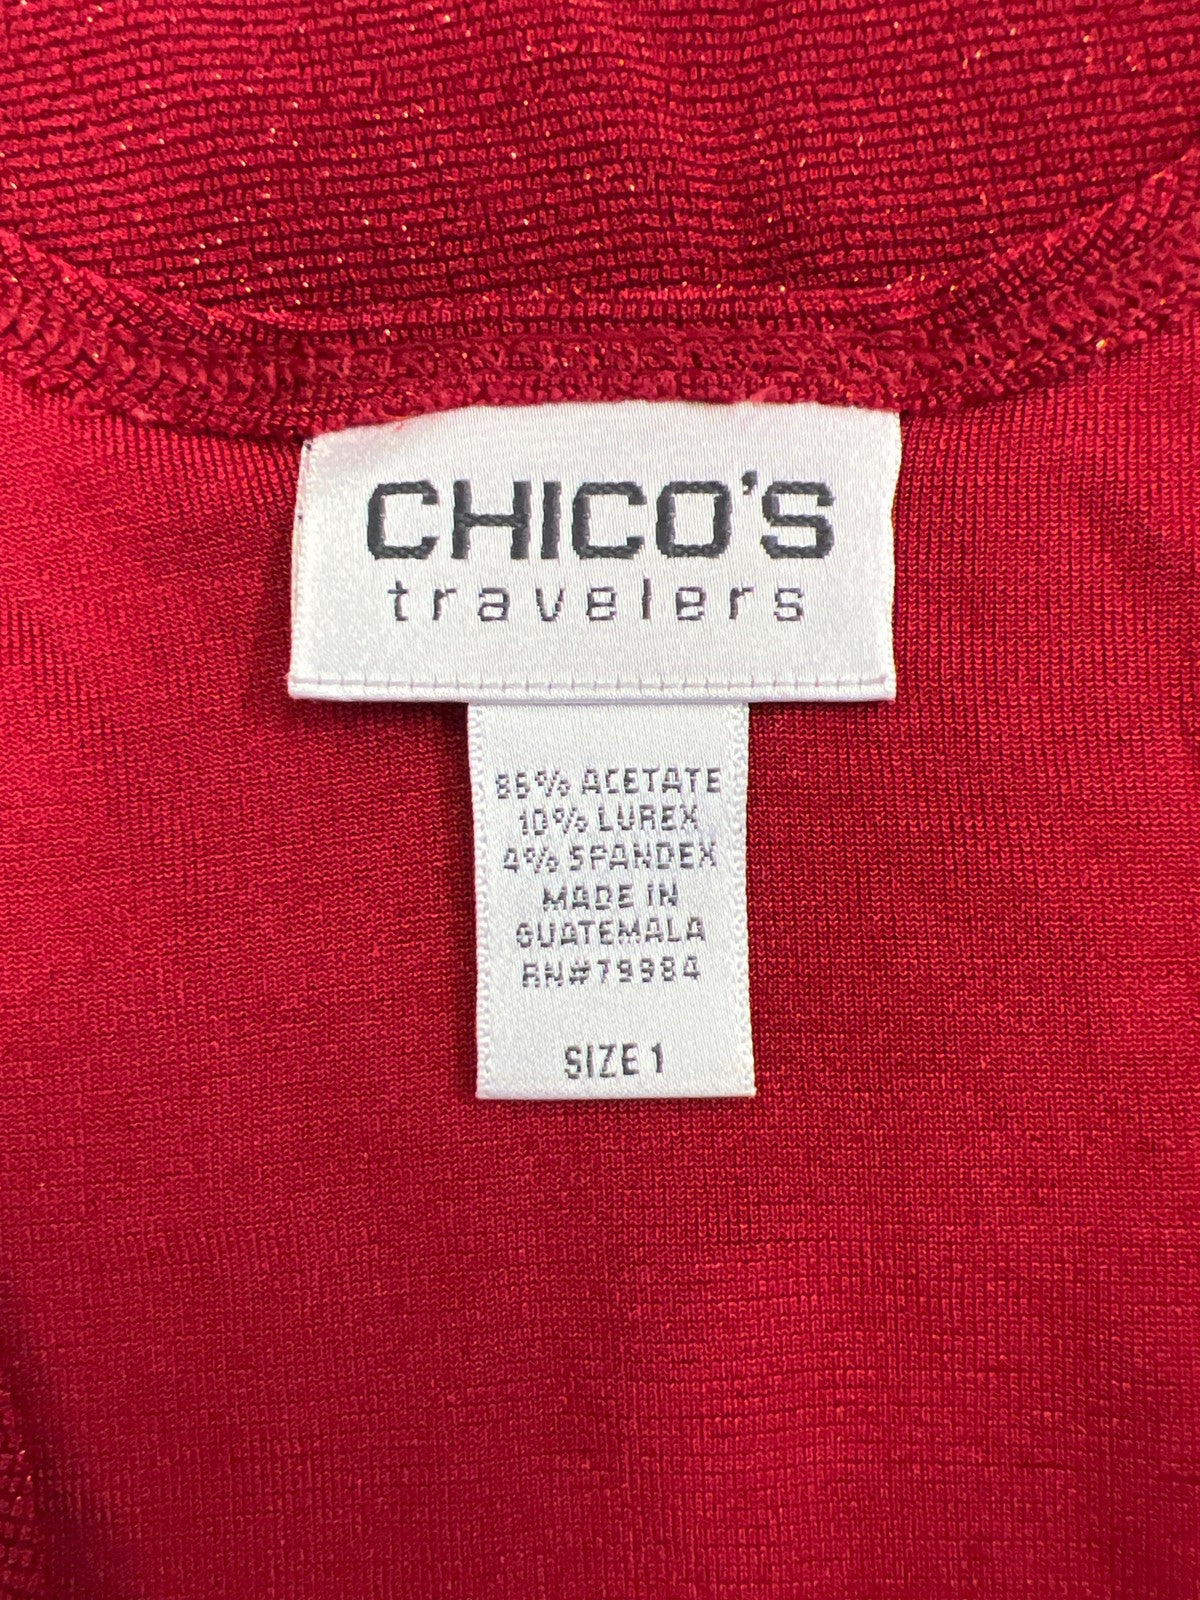 CHICO'S
travelers
86% ACETATE
10% LUREX
4% SPANDEX
MADE IN
GUATEMALA
RN#79984
SIZE 1